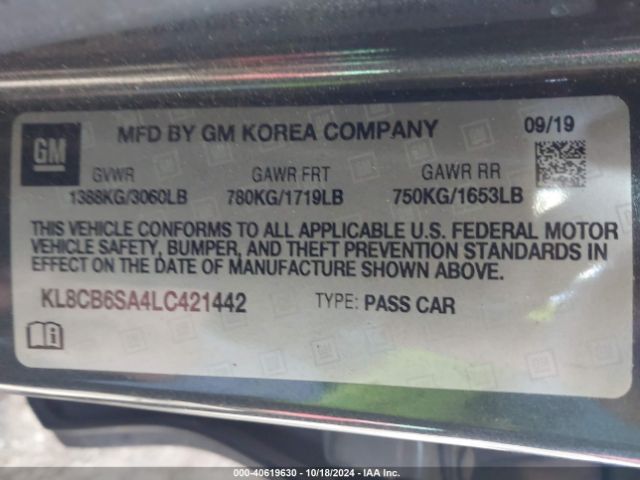 GM
MFD BY GM KOREA COMPANY
09/19
GVWR GAWR FRT GAWR RR
1388KG/3060LB 780KG/1719LB 750KG/1653LB
THIS VEHICLE CONFORMS TO ALL APPLICABLE U.S. FEDERAL MOTOR
VEHICLE SAFETY, BUMPER, AND THEFT PREVENTION STANDARDS IN
EFFECT ON THE DATE OF MANUFACTURE SHOWN ABOVE.
KL8CB6SA4LC421442 TYPE: PASS CAR
000-40619630 - 10/18/2024 - IAA Inc.